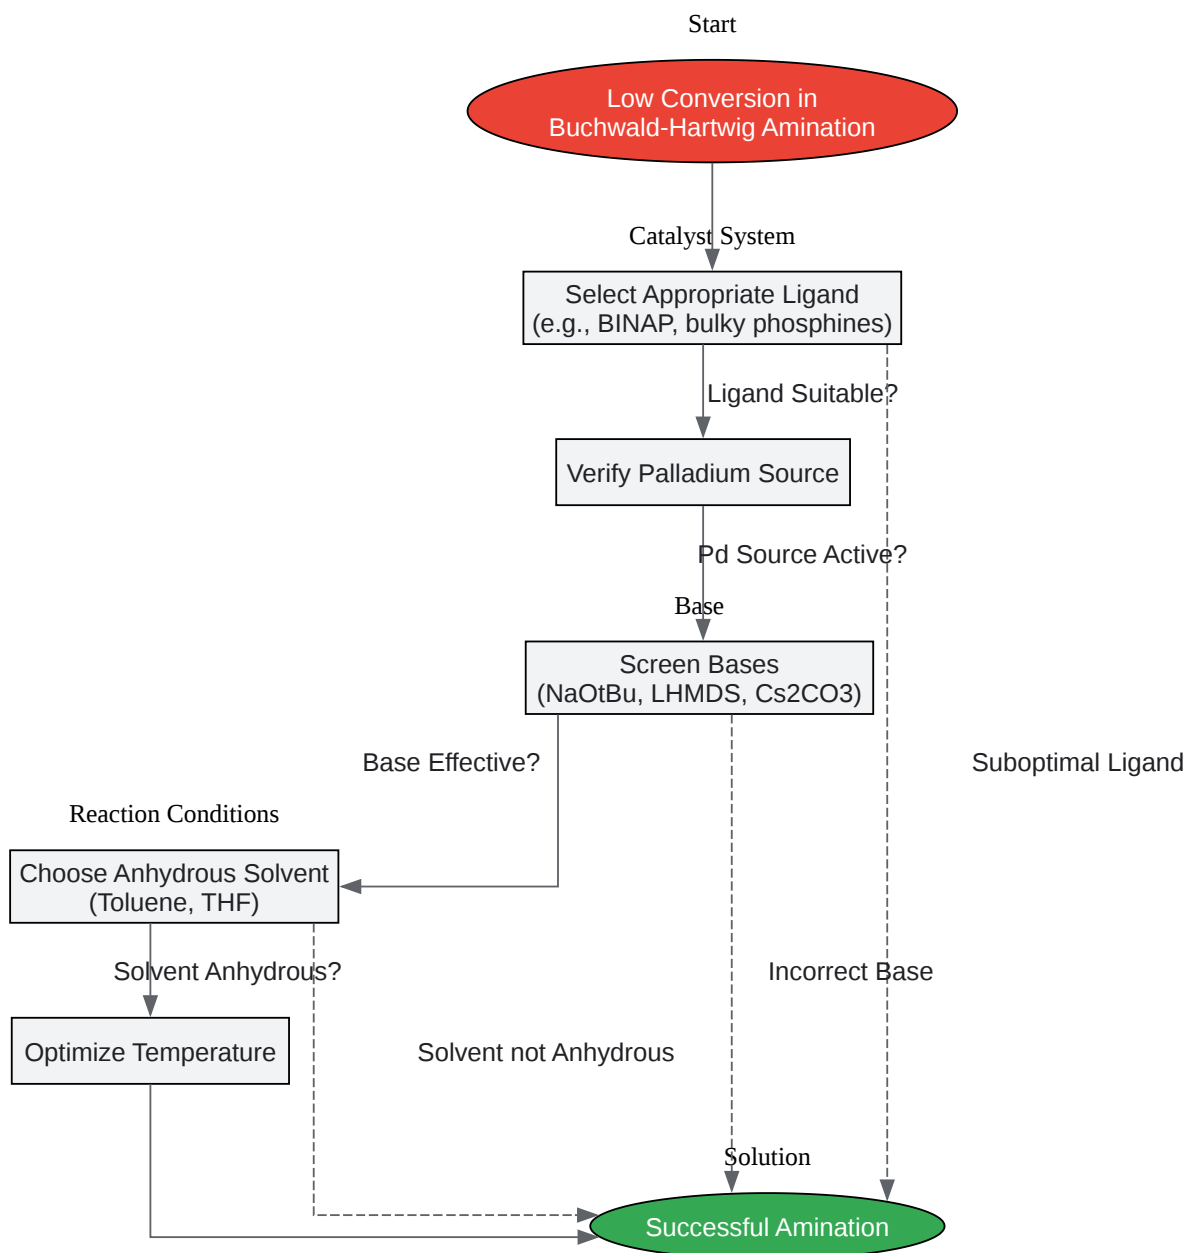 Start
Low Conversion in
Buchwald-Hartwig Amination
Catalyst System
Select Appropriate Ligand
(e.g., BINAP, bulky phosphines)
Ligand Suitable?
Verify Palladium Source
Pd Source Active?
Base
Screen Bases
(NaOtBu, LHMDS, Cs2CO3)
Base Effective?
Suboptimal Ligand
Reaction Conditions
Choose Anhydrous Solvent
(Toluene, THF)
Solvent Anhydrous?
Incorrect Base
Optimize Temperature
Solvent not Anhydrous
Solution
Successful Amination